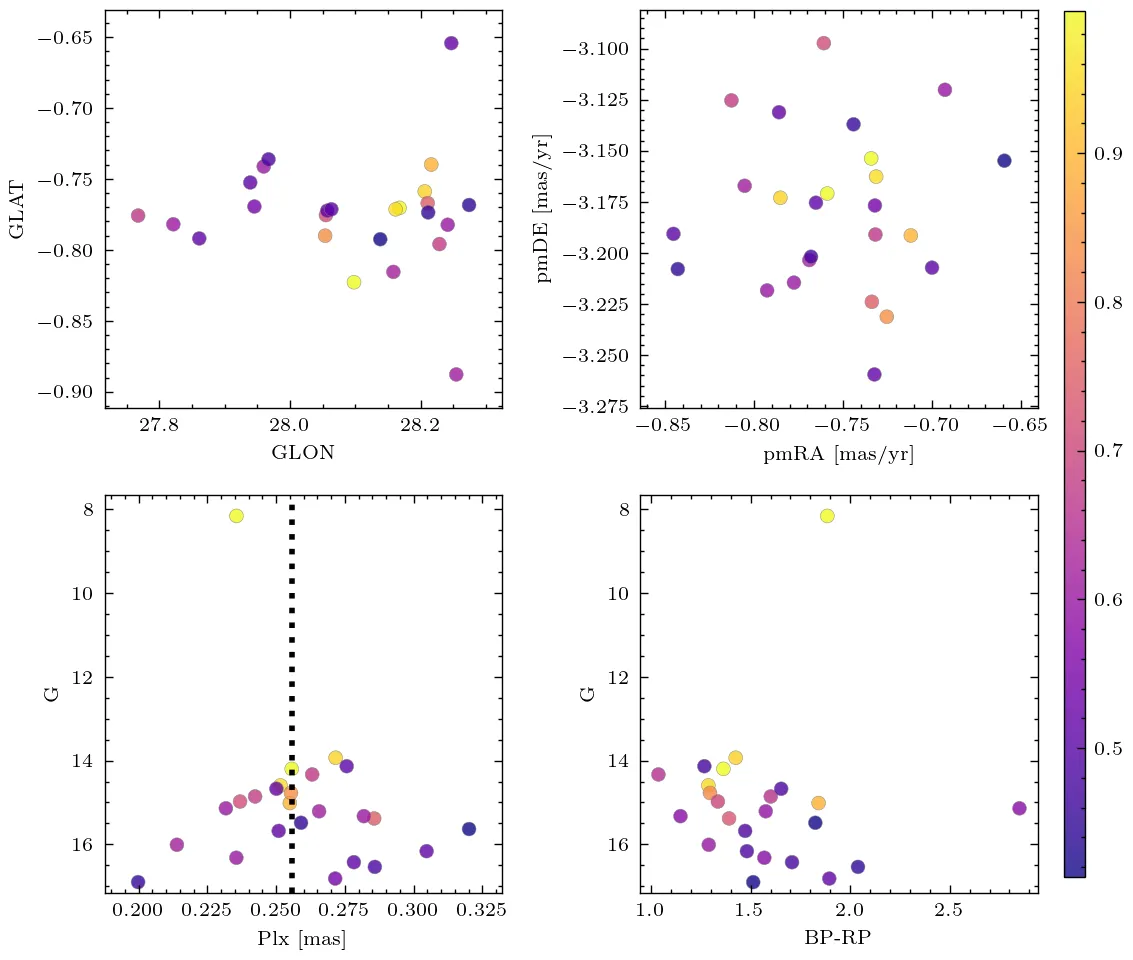 −0.65
−0.70
−0.75
−0.80
−0.85
−0.90
GLAT
27.8 28.0 28.2
GLON
−3.100
−3.125
−3.150
−3.175
−3.200
−3.225
−3.250
−3.275
pmDE [mas/yr]
−0.85 −0.80 −0.75 −0.70 −0.65
pmRA [mas/yr]
0.9
0.8
0.7
0.6
0.5
8
10
12
14
16
G
0.200 0.225 0.250 0.275 0.300 0.325
Plx [mas]
8
10
12
14
16
G
1.0 1.5 2.0 2.5
BP-RP